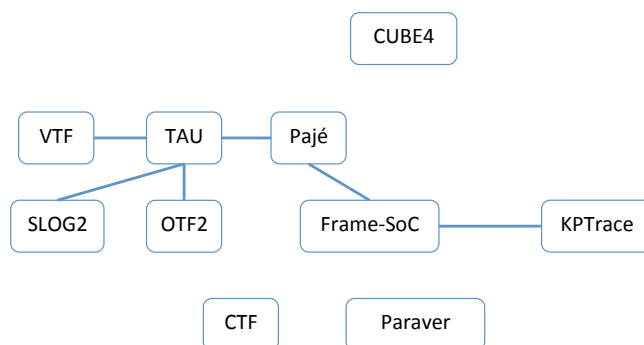 CUBE4
VTF
TAU
Pajé
SLOG2
OTF2
Frame-SoC
KPTrace
CTF
Paraver